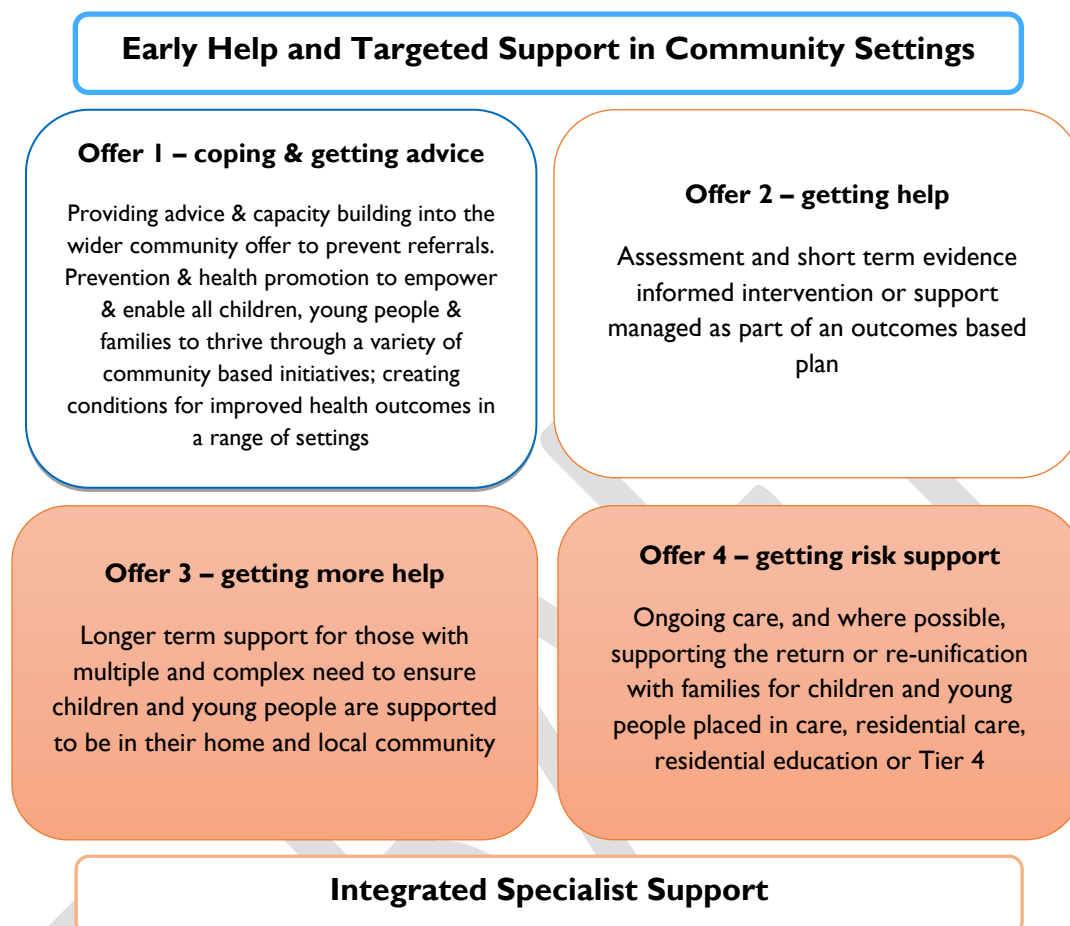 Early Help and Targeted Support in Community Settings
Offer 1 – coping & getting advice
Providing advice & capacity building into the
wider community offer to prevent referrals.
Prevention & health promotion to empower
& enable all children, young people &
families to thrive through a variety of
community based initiatives; creating
conditions for improved health outcomes in
a range of settings
Offer 2 – getting help
Assessment and short term evidence
informed intervention or support
managed as part of an outcomes based
plan
Offer 3 – getting more help
Longer term support for those with
multiple and complex need to ensure
children and young people are supported
to be in their home and local community
Offer 4 – getting risk support
Ongoing care, and where possible,
supporting the return or re-unification
with families for children and young
people placed in care, residential care,
residential education or Tier 4
Integrated Specialist Support